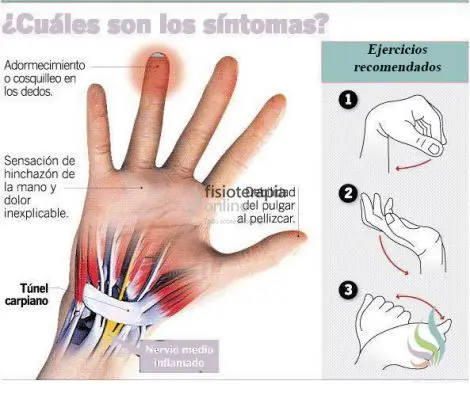 ¿Cuáles son los síntomas?
Adormecimiento
o cosquilleo en
los dedos.
Sensación de
hinchazón de
la mano y
dolor
inexplicable.
fisioterapia
online
del pulgar
al pellizcar.
Túnel
carpiano
Nervio medio
inflamado
Ejercicios
recomendados
1
2
3